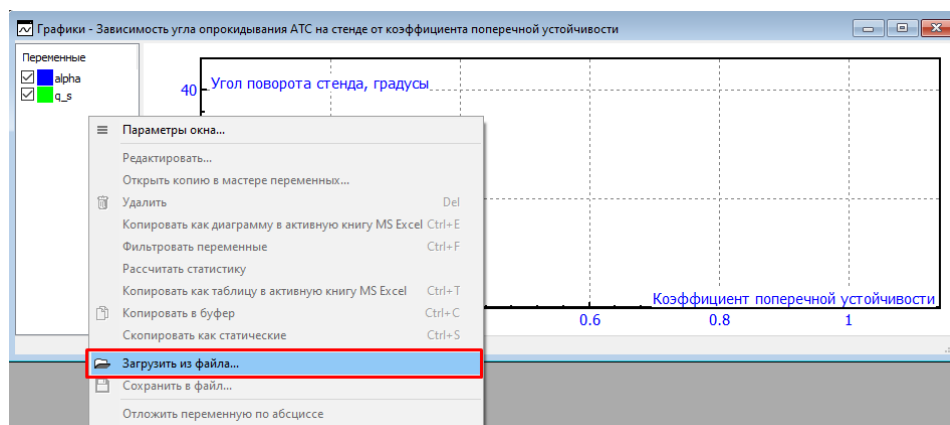 Графики - Зависимость угла опрокидывания АТС на стенде от коэффициента поперечной устойчивости
Переменные
alpha
q_s
40
Угол поворота стенда, градусы
Параметры окна...
Редактировать...
Открыть копию в мастере переменных...
Удалить Del
Копировать как диаграмму в активную книгу MS Excel Ctrl+E
Фильтровать переменные Ctrl+F
Рассчитать статистику
Копировать как таблицу в активную книгу MS Excel Ctrl+T
Копировать в буфер Ctrl+C
Скопировать как статические Ctrl+S
Загрузить из файла...
Сохранить в файл...
Отложить переменную по абсциссе
Коэффициент поперечной устойчивости
0.6 0.8 1